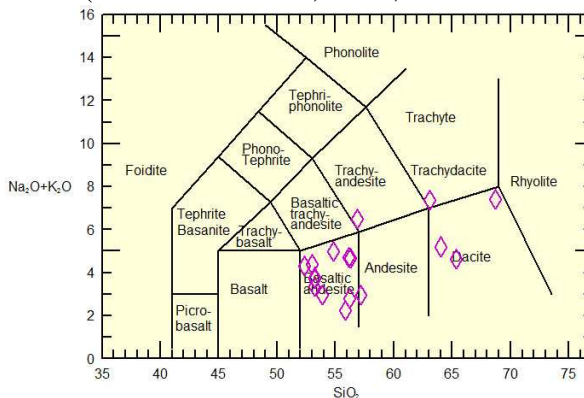 16
14
12
10
8
6
4
2
0
Na₂O+K₂O
Phonolite
Tephri-
phonolite
Trachyte
Foidite
Phono-
Tephrite
Trachy-
andesite
Trachydacite
Rhyolite
Tephrite
Basanite
Basaltic
trachy-
andesite
Trachy-
basalt
Basalt
Basaltic
andesite
Andesite
Dacite
Picro-
basalt
35 40 45 50 55 60 65 70 75
SiO₂